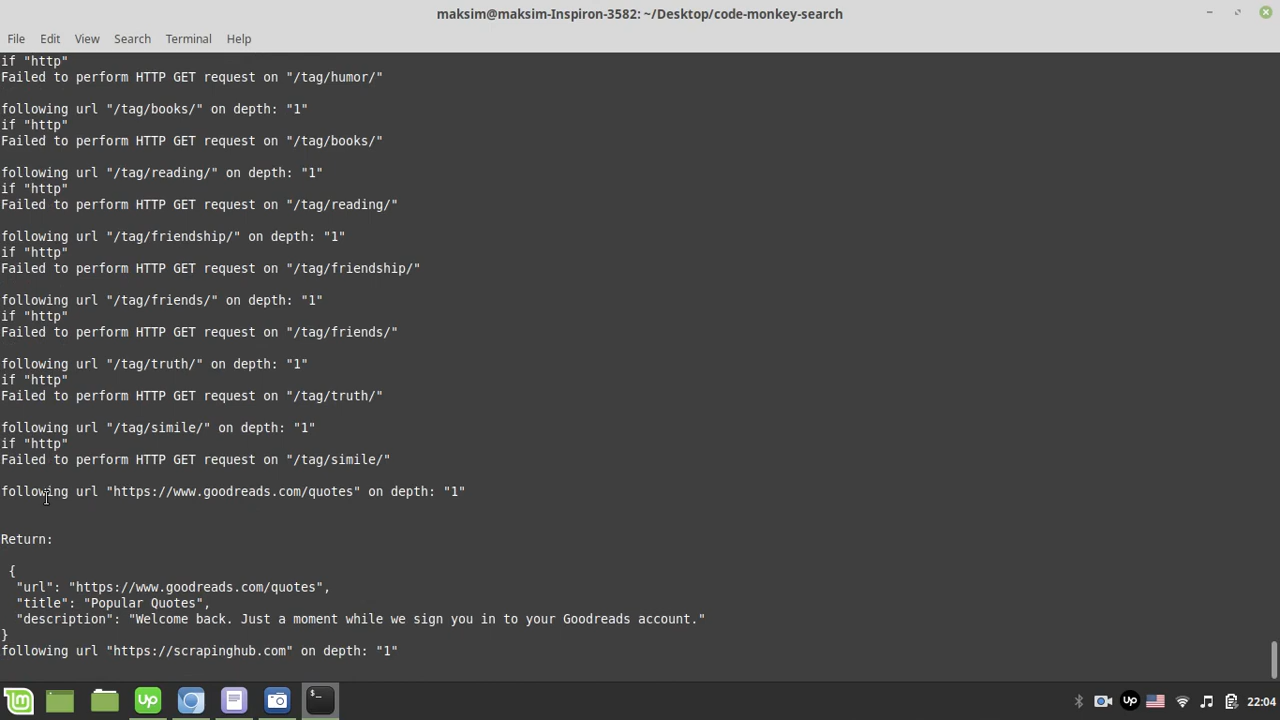 maksim@maksim-Inspiron-3582: ~/Desktop/code-monkey-search
File Edit View Search Terminal Help
if "http"
Failed to perform HTTP GET request on "/tag/humor/"
following url "/tag/books/" on depth: "1"
if "http"
Failed to perform HTTP GET request on "/tag/books/"
following url "/tag/reading/" on depth: "1"
if "http"
Failed to perform HTTP GET request on "/tag/reading/"
following url "/tag/friendship/" on depth: "1"
if "http"
Failed to perform HTTP GET request on "/tag/friendship/"
following url "/tag/friends/" on depth: "1"
if "http"
Failed to perform HTTP GET request on "/tag/friends/"
following url "/tag/truth/" on depth: "1"
if "http"
Failed to perform HTTP GET request on "/tag/truth/"
following url "/tag/simile/" on depth: "1"
if "http"
Failed to perform HTTP GET request on "/tag/simile/"
following url "https://www.goodreads.com/quotes" on depth: "1"
Return:
{
"url": "https://www.goodreads.com/quotes",
"title": "Popular Quotes",
"description": "Welcome back. Just a moment while we sign you in to your Goodreads account."
}
following url "https://scrapinghub.com" on depth: "1"
up
$_
up
22:04